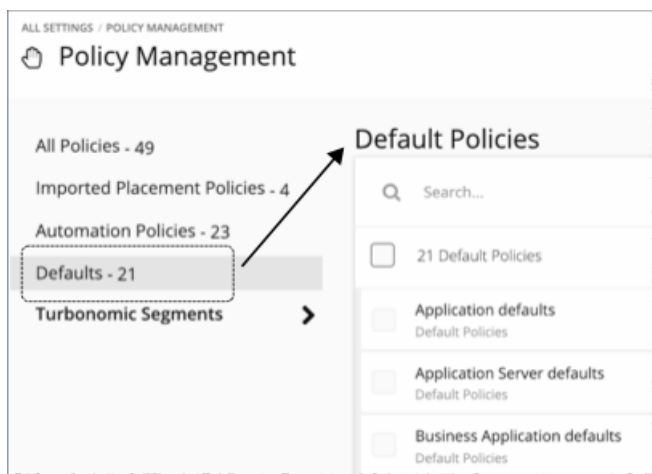 ALL SETTINGS / POLICY MANAGEMENT
Policy Management
All Policies - 49
Imported Placement Policies - 4
Automation Policies - 23
Defaults - 21
Turbonomic Segments
Default Policies
Search...
21 Default Policies
Application defaults
Default Policies
Application Server defaults
Default Policies
Business Application defaults
Default Policies